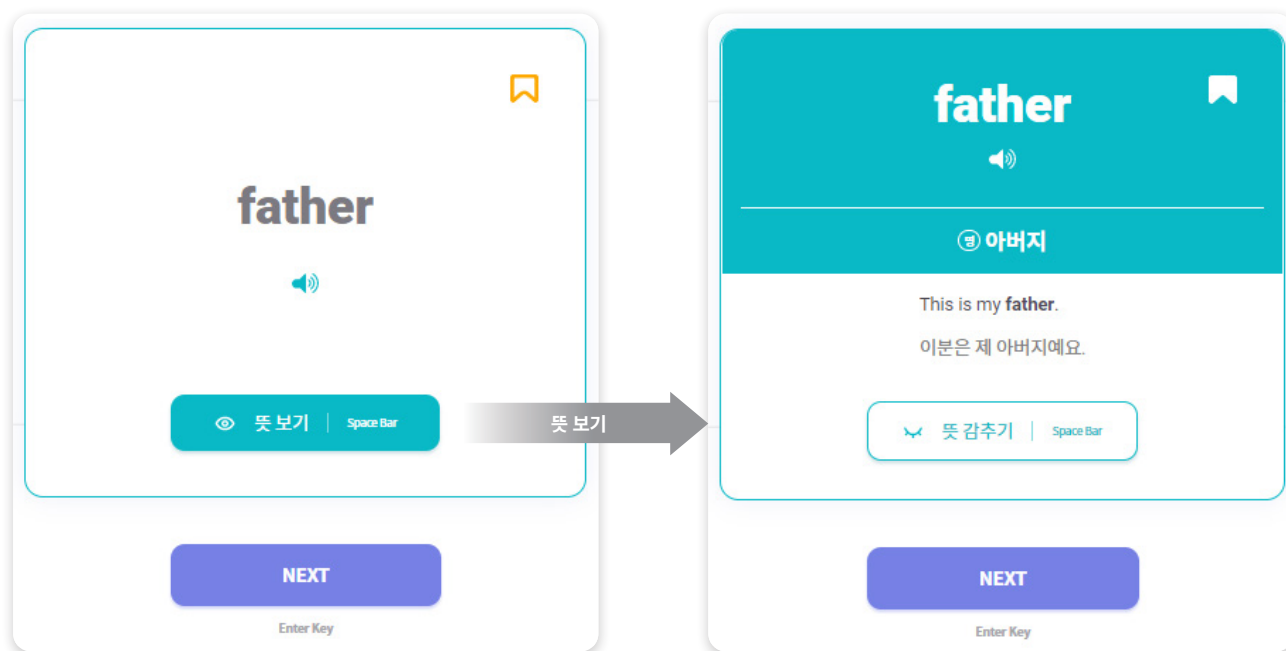 father
뜻 보기 | Space Bar
NEXT
Enter Key
뜻 보기
father
명 아버지
This is my father.
이분은 제 아버지예요.
뜻 감추기 | Space Bar
NEXT
Enter Key